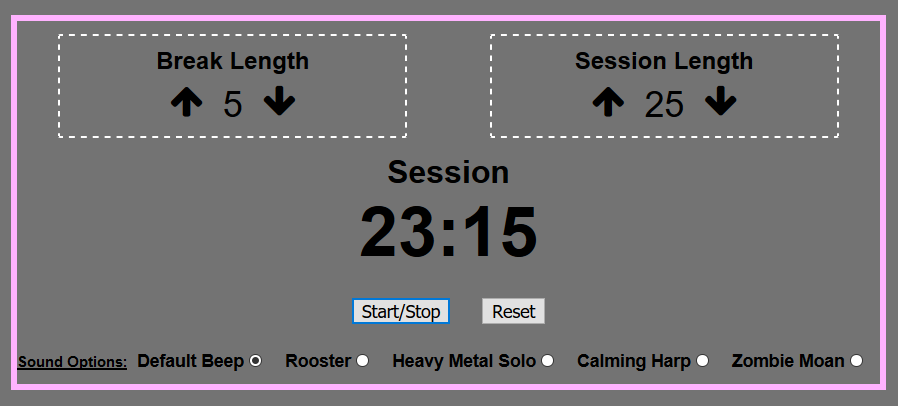 Break Length
5
Session Length
25
Session
23:15
Start/Stop
Reset
Sound Options: Default Beep Rooster Heavy Metal Solo Calming Harp Zombie Moan